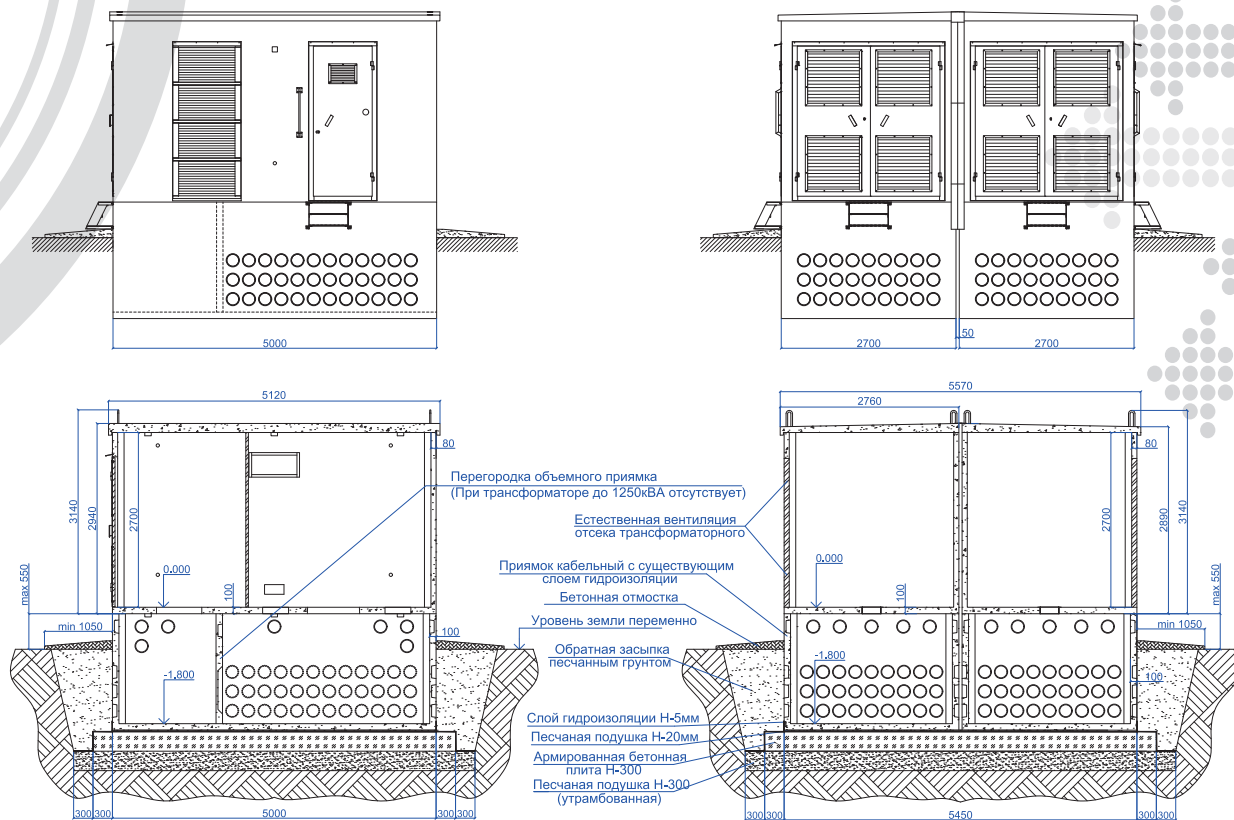 5000
2700
50
2700
5120
80
3140
2940
2700
0.000
100
max 550
min 1050
100
-1.800
300
300
5000
300
300
Перегородка объемного приямка
(При трансформаторе до 1250кВА отсутствует)
Естественная вентиляция
отсека трансформаторного
Приямок кабельный с существующим
слоем гидроизоляции
Бетонная отмостка
Уровень земли переменно
Обратная засыпка
песчанным грунтом
Слой гидроизоляции Н-5мм
Песчаная подушка Н-20мм
Армированная бетонная
плита Н-300
Песчаная подушка Н-300
(утрамбованная)
5570
2760
80
2700
2890
3140
0.000
100
max 550
min 1050
100
-1.800
300
300
5450
300
300